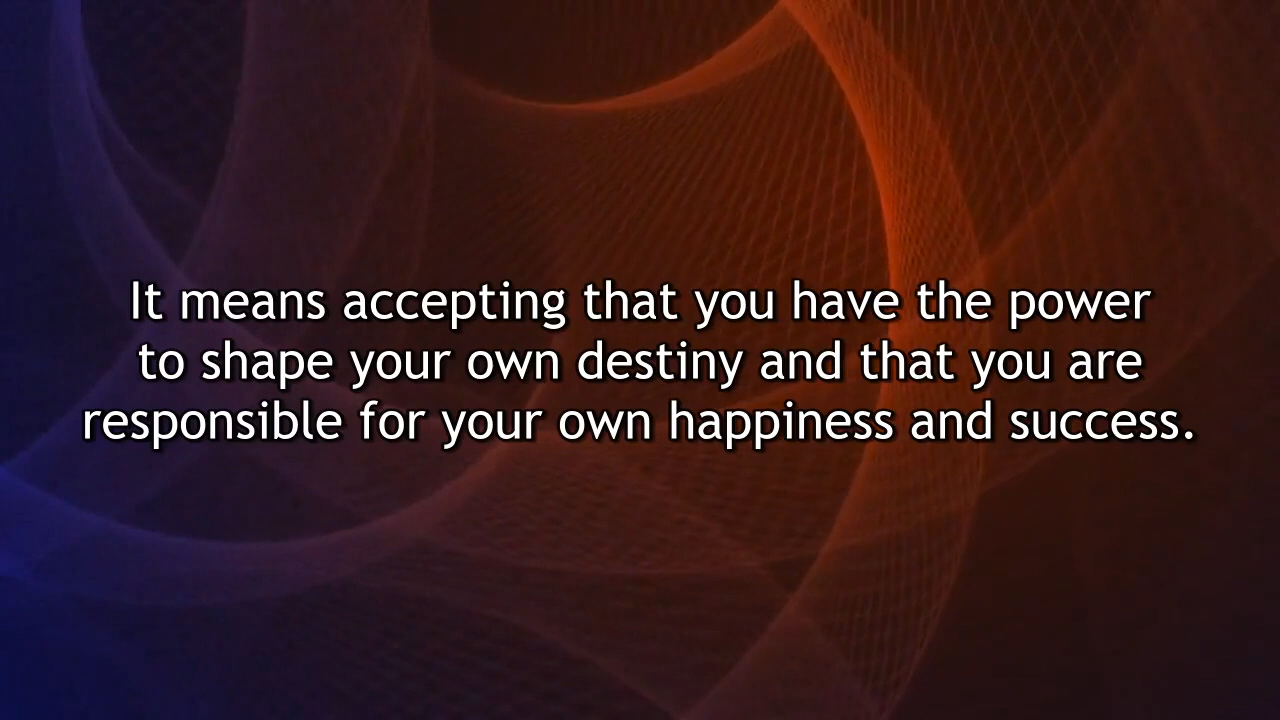 It means accepting that you have the power
to shape your own destiny and that you are
responsible for your own happiness and success.